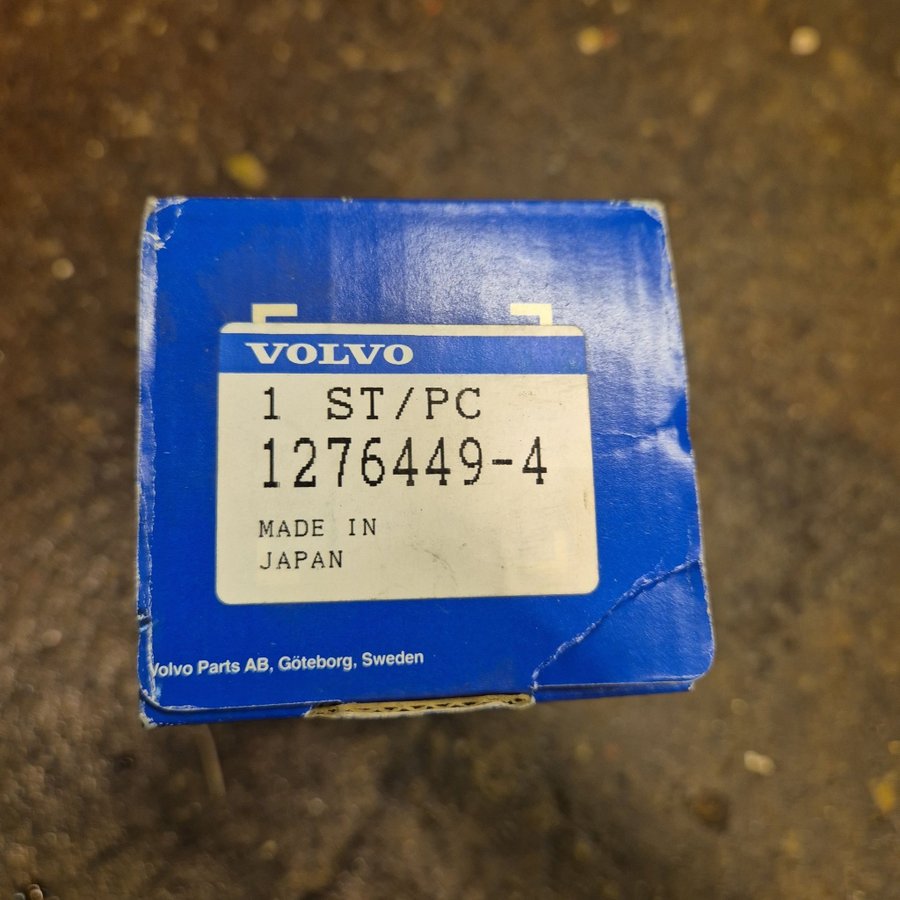 VOLVO
1 ST/PC
1276449-4
MADE IN
JAPAN
Volvo Parts AB, Göteborg, Sweden